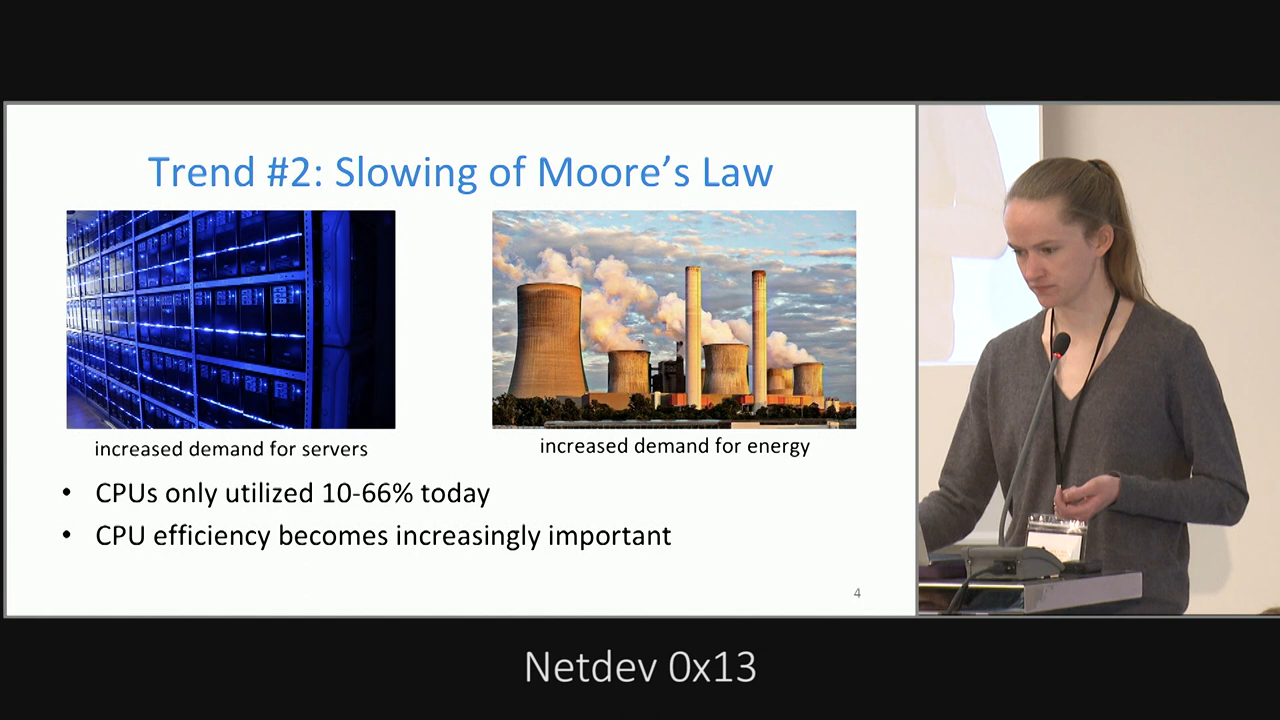 Trend #2: Slowing of Moore's Law
increased demand for servers
increased demand for energy
• CPUs only utilized 10-66% today
• CPU efficiency becomes increasingly important
4
Netdev 0x13